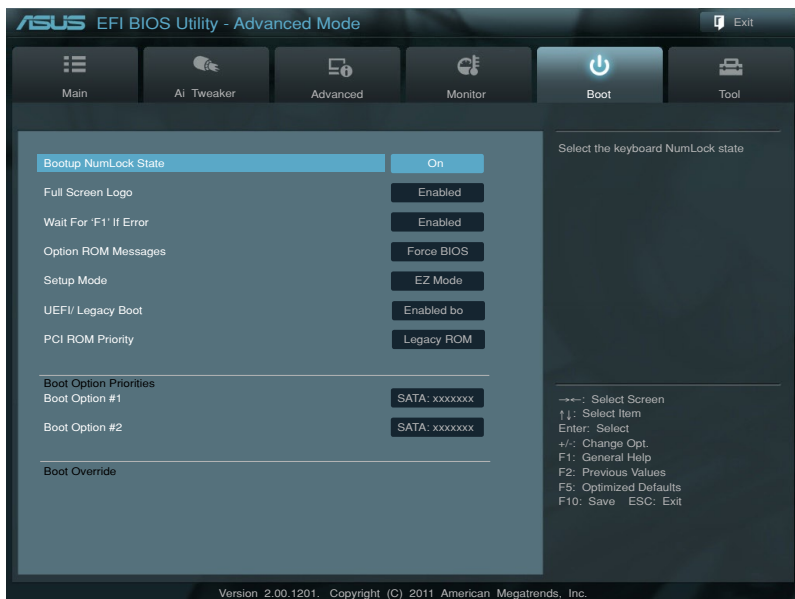 ASUS EFI BIOS Utility - Advanced Mode
Exit
Main
Ai Tweaker
Advanced
Monitor
Boot
Tool
Bootup NumLock State On
Full Screen Logo Enabled
Wait For ‘F1’ If Error Enabled
Option ROM Messages Force BIOS
Setup Mode EZ Mode
UEFI/ Legacy Boot Enabled bo
PCI ROM Priority Legacy ROM
Boot Option Priorities
Boot Option #1 SATA: xxxxxxx
Boot Option #2 SATA: xxxxxxx
Boot Override
Select the keyboard NumLock state
→←: Select Screen
↑↓: Select Item
Enter: Select
+/-: Change Opt.
F1: General Help
F2: Previous Values
F5: Optimized Defaults
F10: Save ESC: Exit
Version 2.00.1201. Copyright (C) 2011 American Megatrends, Inc.